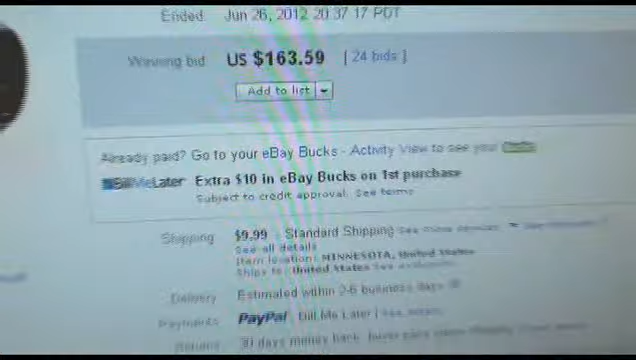 Ended: Jun 26, 2012 20:37:17 PDT
Winning bid: US $163.59 [ 24 bids ]
Add to list
Already paid? Go to your eBay Bucks - Activity View to see your
BillMeLater Extra $10 in eBay Bucks on 1st purchase
Subject to credit approval. See terms
Shipping: $9.99 Standard Shipping
See all details
Item location: MINNESOTA, United States
Ships to: United States
Delivery: Estimated within business days
Payments: PayPal, Bill Me Later
30 days money back,